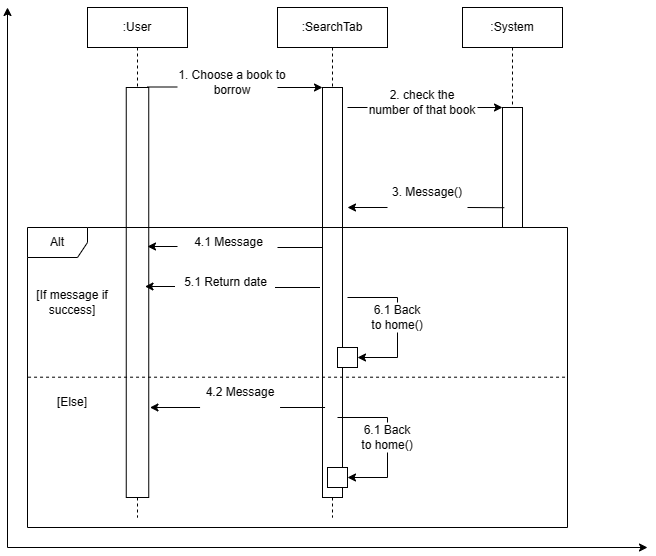 :User
:SearchTab
:System
1. Choose a book to
borrow
2. check the
number of that book
3. Message()
Alt
4.1 Message
5.1 Return date
[If message if
success]
6.1 Back
to home()
[Else]
4.2 Message
6.1 Back
to home()